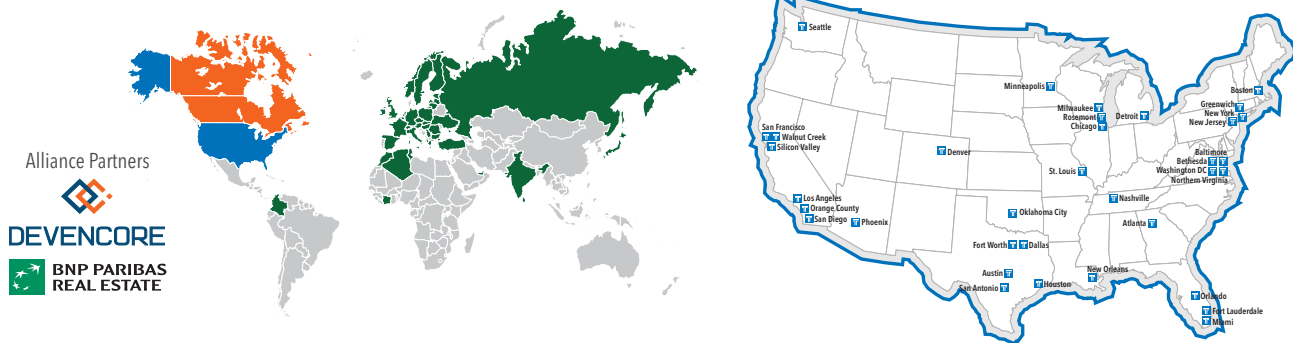 Alliance Partners
DEVENCORE
BNP PARIBAS
REAL ESTATE
Seattle
Minneapolis
Boston
Milwaukee
Rosemont
Chicago
Detroit
Greenwich
New York
New Jersey
San Francisco
Walnut Creek
Silicon Valley
Denver
Baltimore
Bethesda
Washington DC
Northern Virginia
St. Louis
Los Angeles
Orange County
San Diego
Phoenix
Oklahoma City
Nashville
Atlanta
Fort Worth
Dallas
Austin
San Antonio
Houston
New Orleans
Orlando
Fort Lauderdale
Miami